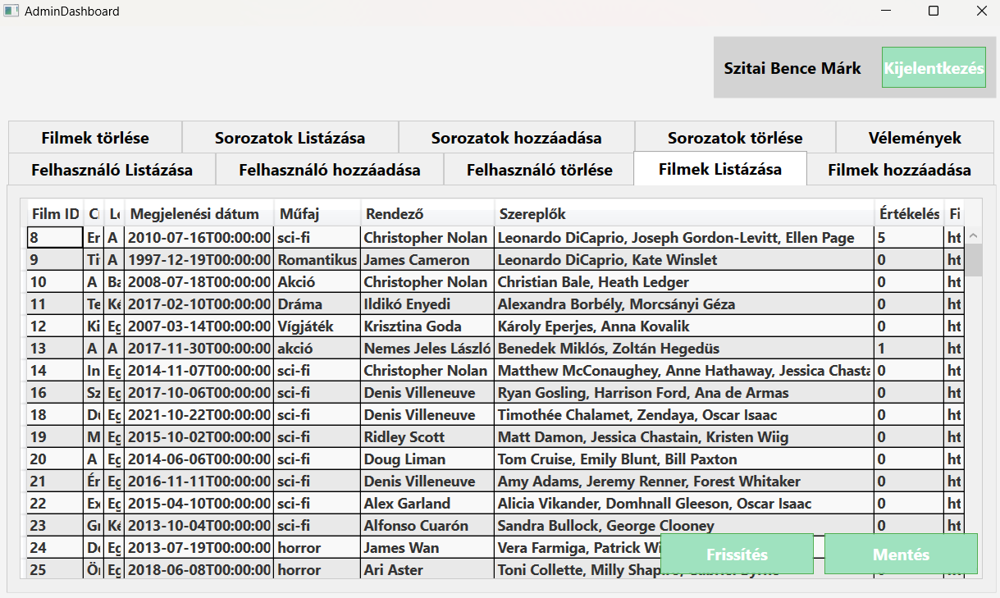 AdminDashboard
Szitai Bence Márk Kijelentkezés
Filmek törlése Sorozatok Listázása Sorozatok hozzáadása Sorozatok törlése Vélemények
Felhasználó Listázása Felhasználó hozzáadása Felhasználó törlése Filmek Listázása Filmek hozzáadása
Film ID Megjelenési dátum Műfaj Rendező Szereplők Értékelés Fi
8 Er A 2010-07-16T00:00:00 sci-fi Christopher Nolan Leonardo DiCaprio, Joseph Gordon-Levitt, Ellen Page 5 ht
9 Ti A 1997-12-19T00:00:00 Romantikus James Cameron Leonardo DiCaprio, Kate Winslet 0 ht
10 A Ba 2008-07-18T00:00:00 Akció Christopher Nolan Christian Bale, Heath Ledger 0 ht
11 Te Ké 2017-02-10T00:00:00 Dráma Ildikó Enyedi Alexandra Borbély, Morcsányi Géza 0 ht
12 Ki Eg 2007-03-14T00:00:00 Vígjáték Krisztina Goda Károly Eperjes, Anna Kovalik 0 ht
13 A A 2017-11-30T00:00:00 akció Nemes Jeles László Benedek Miklós, Zoltán Hegedüs 1 ht
14 In Eg 2014-11-07T00:00:00 sci-fi Christopher Nolan Matthew McConaughey, Anne Hathaway, Jessica Chasta 0 ht
16 Sz Eg 2017-10-06T00:00:00 sci-fi Denis Villeneuve Ryan Gosling, Harrison Ford, Ana de Armas 0 ht
18 Dű Eg 2021-10-22T00:00:00 sci-fi Denis Villeneuve Timothée Chalamet, Zendaya, Oscar Isaac 0 ht
19 M Eg 2015-10-02T00:00:00 sci-fi Ridley Scott Matt Damon, Jessica Chastain, Kristen Wiig 0 ht
20 A Eg 2014-06-06T00:00:00 sci-fi Doug Liman Tom Cruise, Emily Blunt, Bill Paxton 0 ht
21 Ér Eg 2016-11-11T00:00:00 sci-fi Denis Villeneuve Amy Adams, Jeremy Renner, Forest Whitaker 0 ht
22 Ex Eg 2015-04-10T00:00:00 sci-fi Alex Garland Alicia Vikander, Domhnall Gleeson, Oscar Isaac 0 ht
23 Gr Ké 2013-10-04T00:00:00 sci-fi Alfonso Cuarón Sandra Bullock, George Clooney 0 ht
24 De Eg 2013-07-19T00:00:00 horror James Wan Vera Farmiga, Patrick Wi
25 Ör Eg 2018-06-08T00:00:00 horror Ari Aster Toni Collette, Milly Shapiro, Gabriel Byrne
Frissítés Mentés